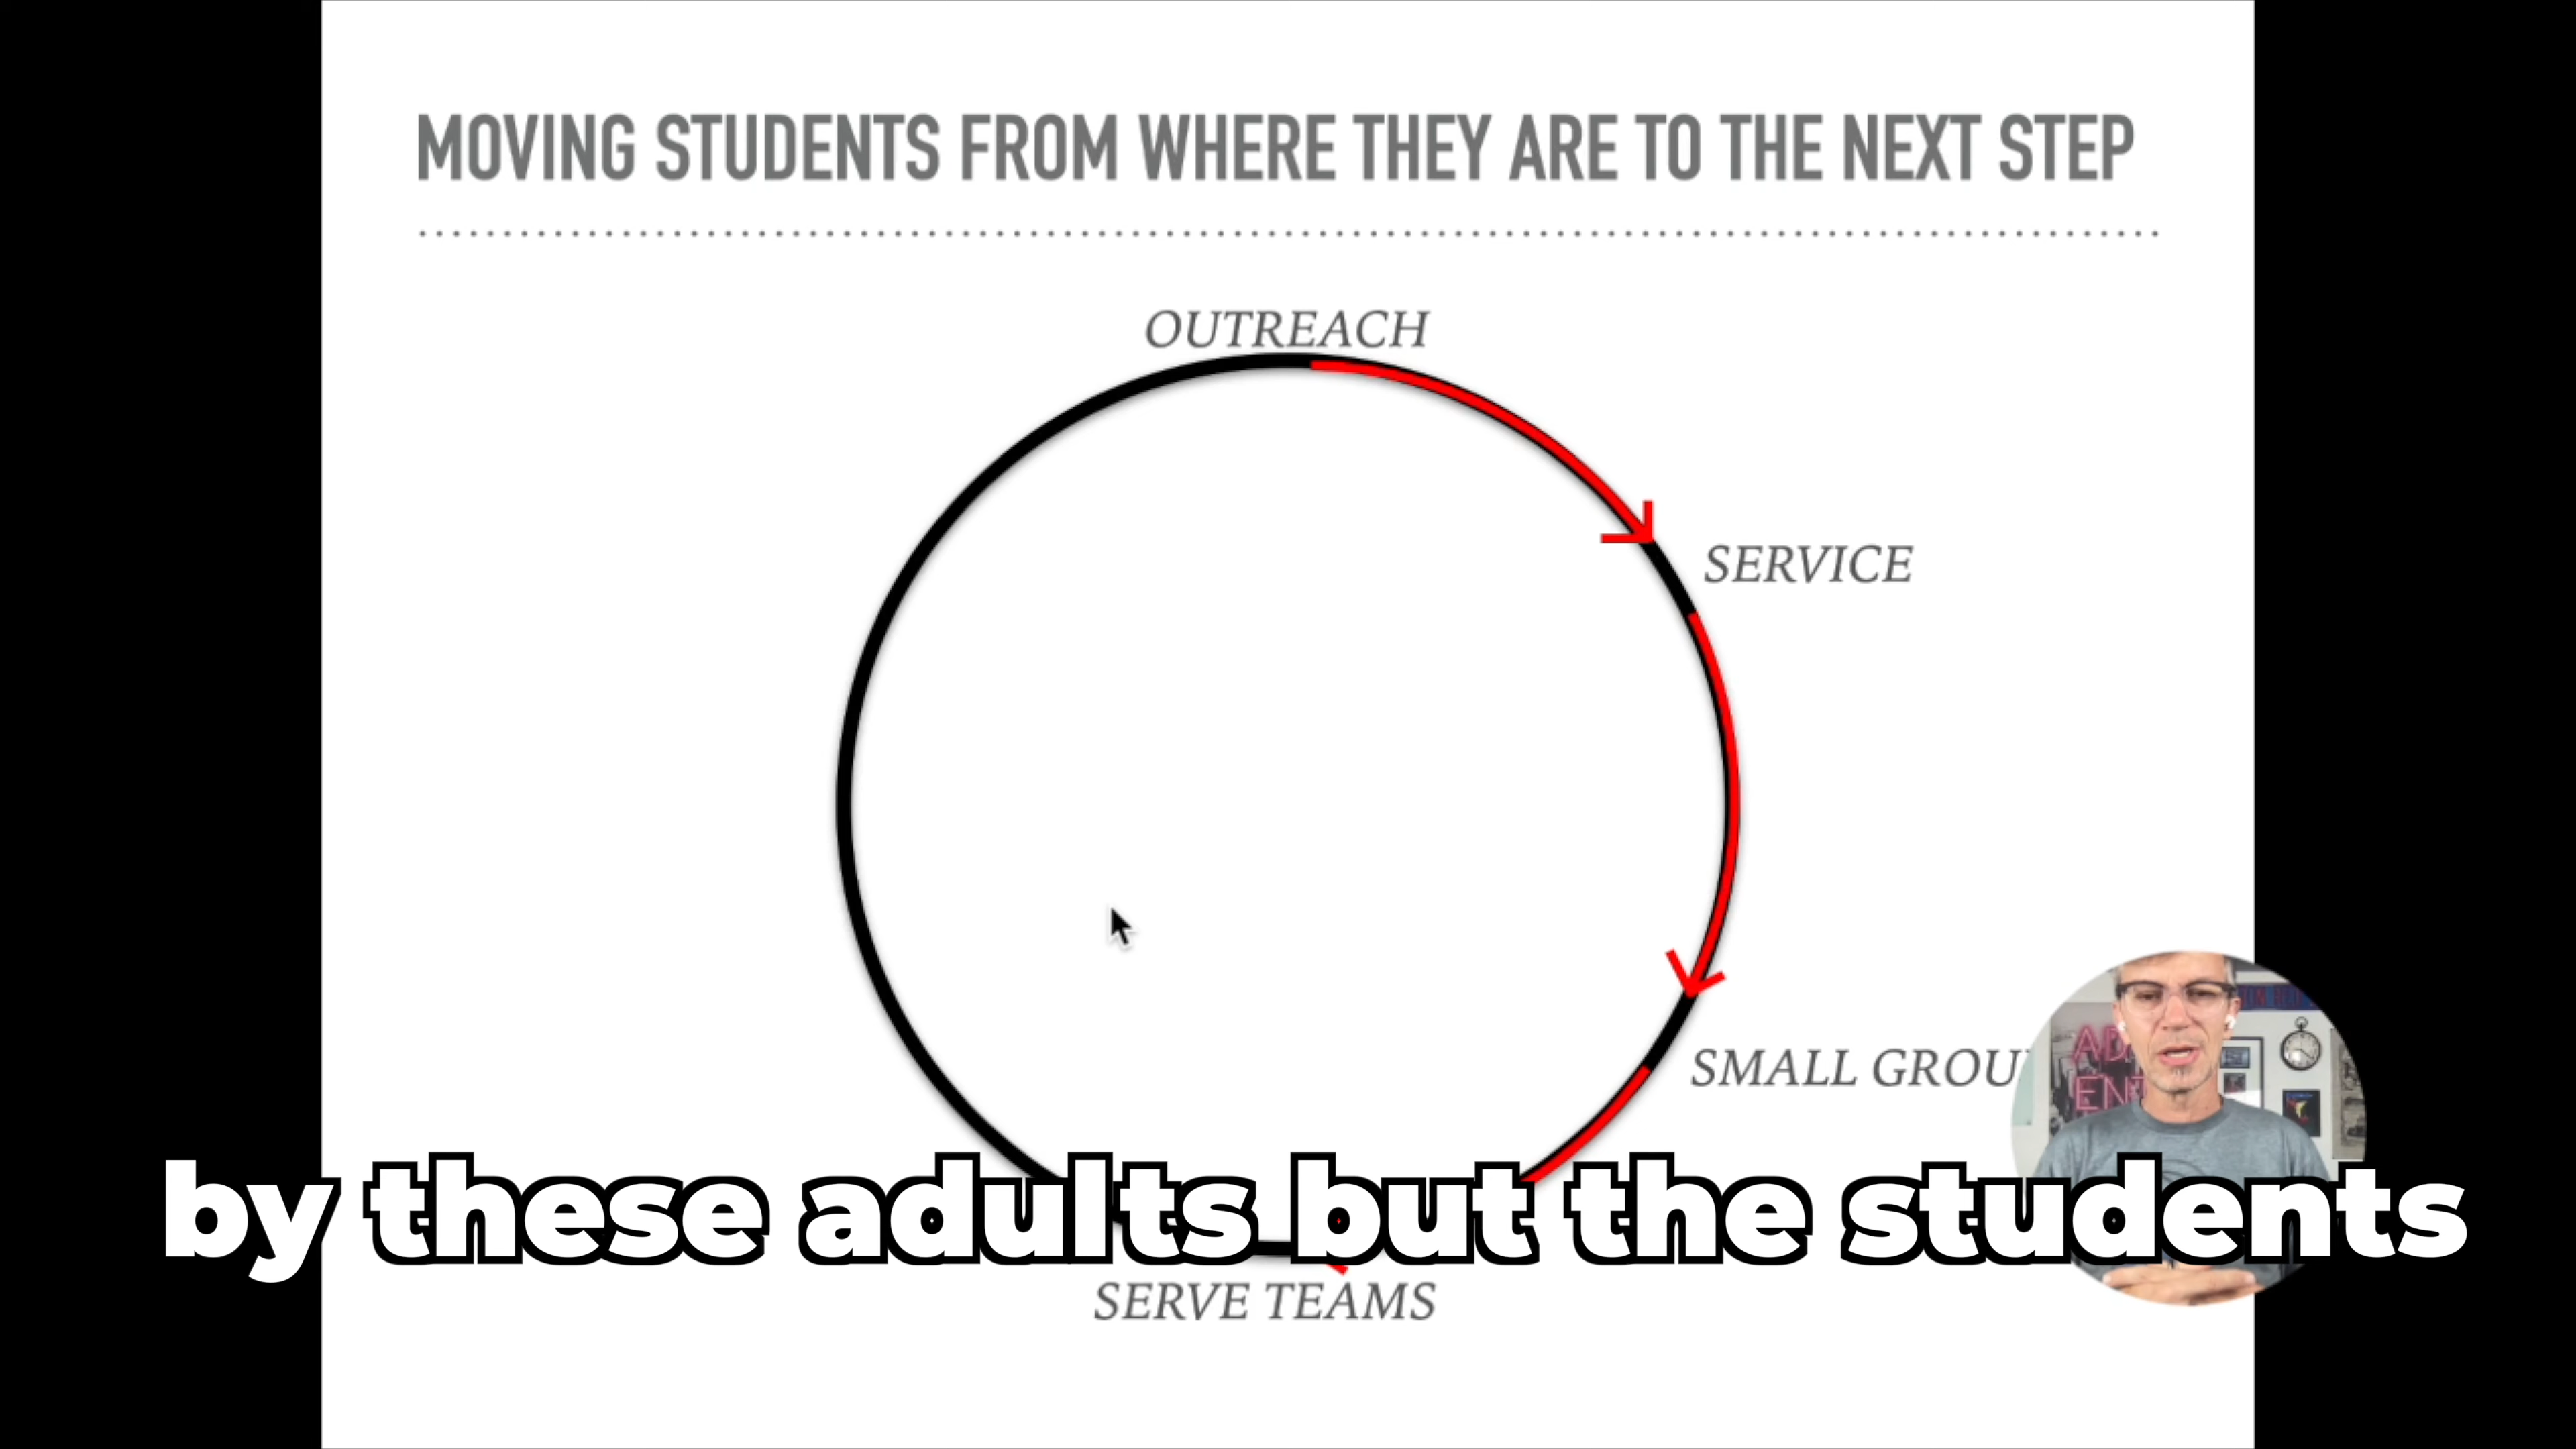 MOVING STUDENTS FROM WHERE THEY ARE TO THE NEXT STEP
OUTREACH
SERVICE
SMALL GROU
by these adults but the students
SERVE TEAMS